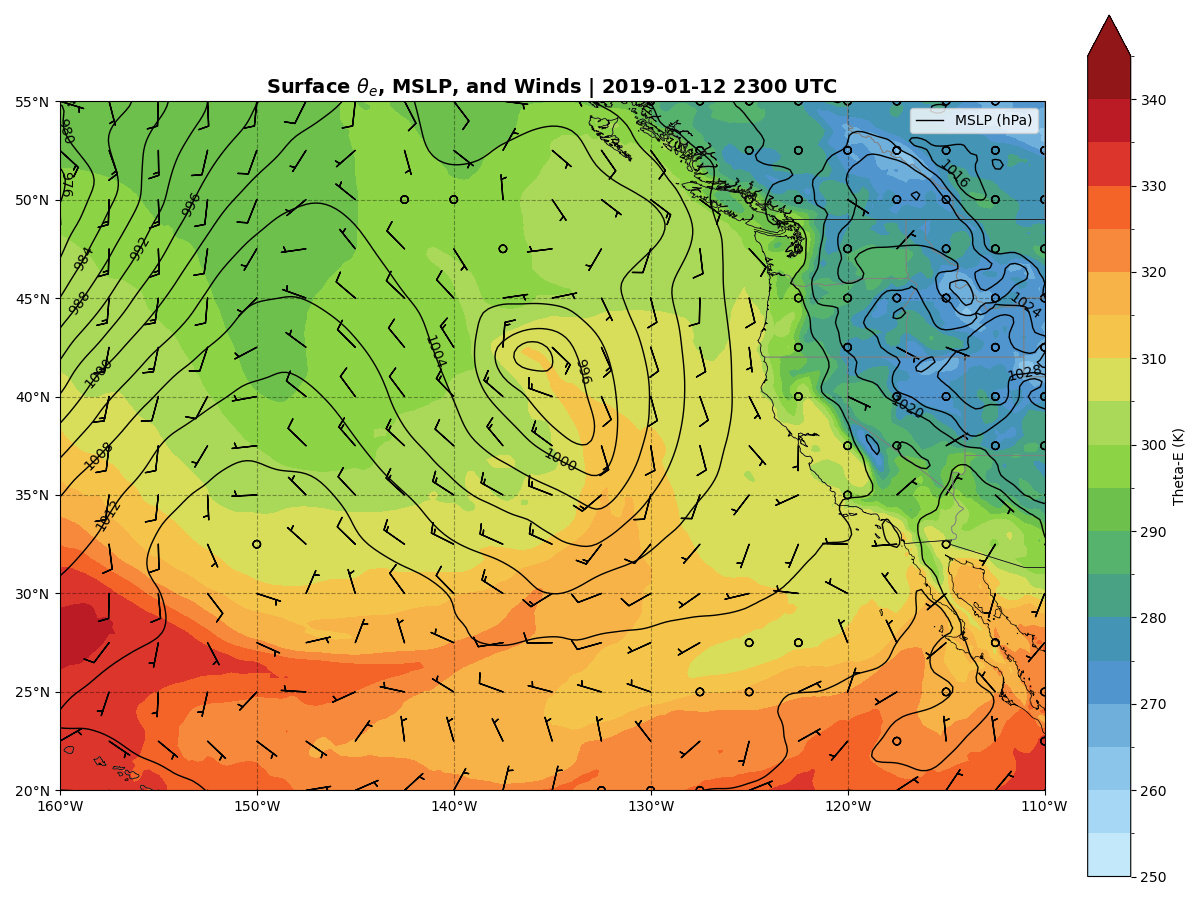 Surface θₑ, MSLP, and Winds | 2019-01-12 2300 UTC
MSLP (hPa)
55°N
50°N
45°N
40°N
35°N
30°N
25°N
20°N
160°W
150°W
140°W
130°W
120°W
110°W
980
976
984
988
992
996
1000
1008
1012
1004
996
1000
1016
1024
1028
1020
340
330
320
310
300
290
280
270
260
250
Theta-E (K)